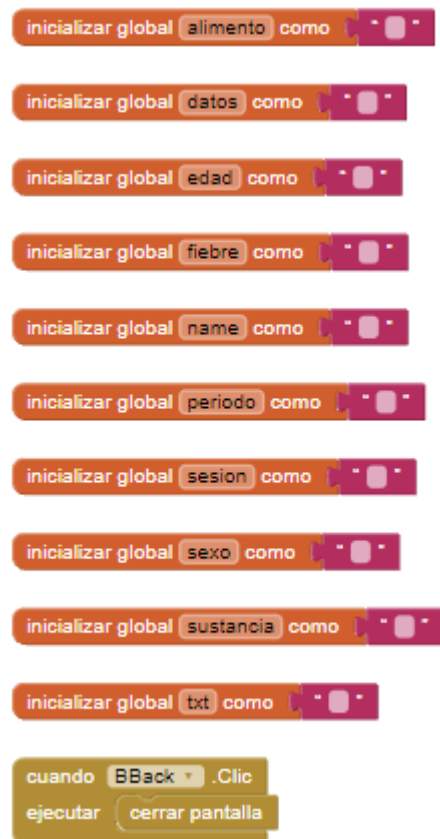 inicializar global alimento como " "
inicializar global datos como " "
inicializar global edad como " "
inicializar global fiebre como " "
inicializar global name como " "
inicializar global periodo como " "
inicializar global sesion como " "
inicializar global sexo como " "
inicializar global sustancia como " "
inicializar global txt como " "
cuando BBack .Clic
ejecutar cerrar pantalla